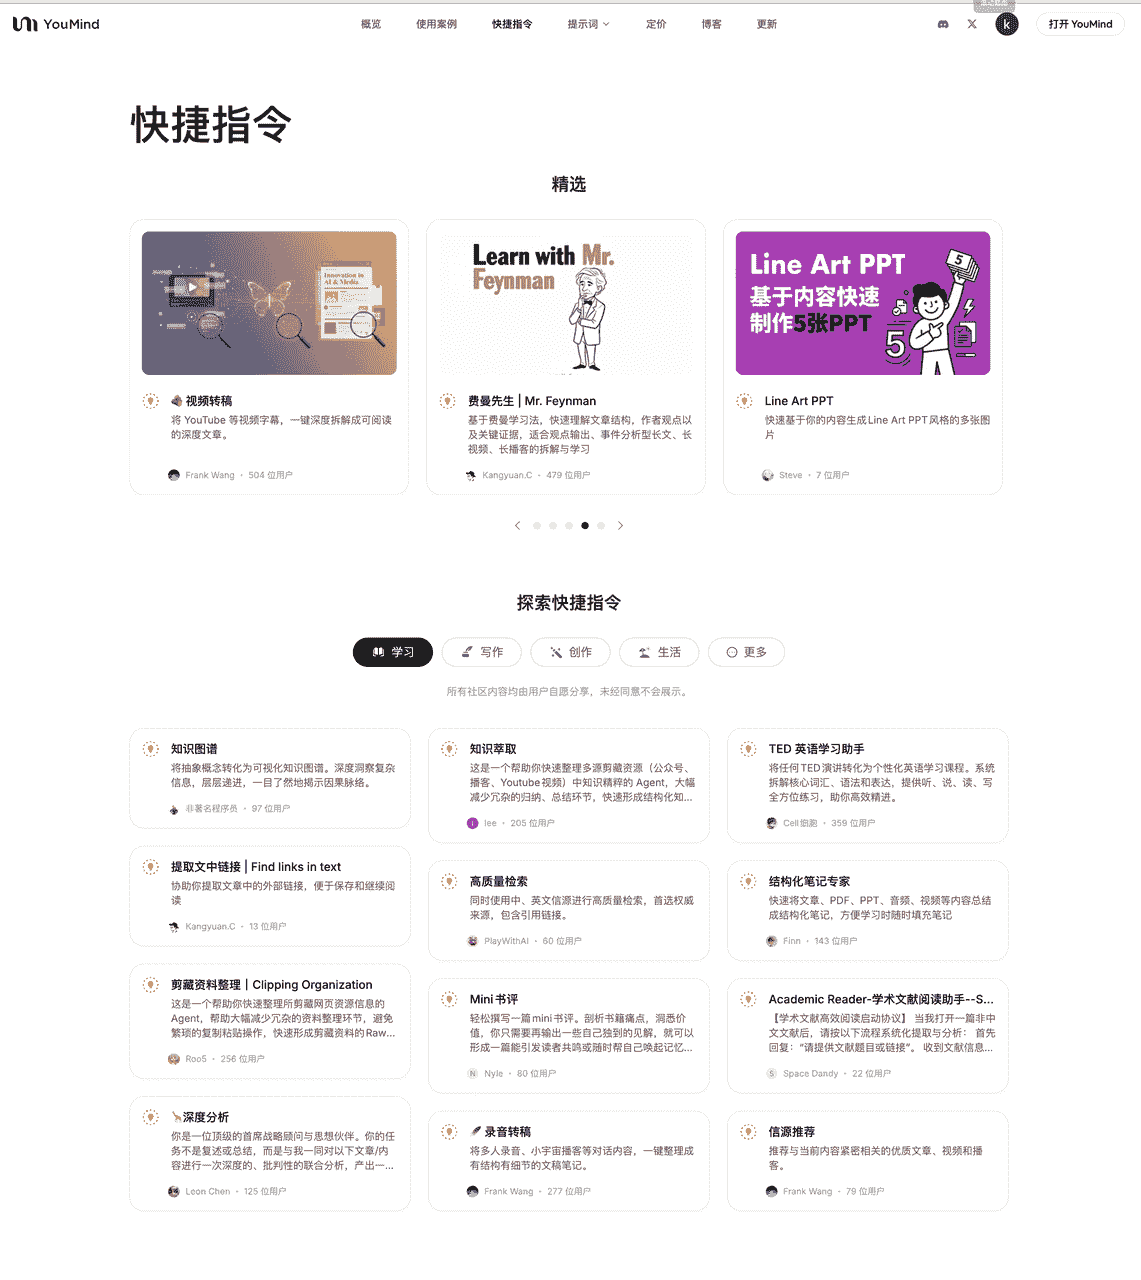 YouMind
概览
使用案例
快捷指令
提示词
定价
博客
更新
k
打开 YouMind
快捷指令
精选
Innovation in
AI & Media
视频转稿
将 YouTube 等视频字幕，一键深度拆解成可阅读
的深度文章。
Frank Wang · 504 位用户
Learn with Mr.
Feynman
费曼先生 | Mr. Feynman
基于费曼学习法，快速理解文章结构，作者观点以
及关键证据，适合观点输出、事件分析型长文、长
视频、长播客的拆解与学习
Kangyuan.C · 479 位用户
Line Art PPT
基于内容快速
制作5张PPT
5
5
Line Art PPT
快速基于你的内容生成Line Art PPT风格的多张图
片
Steve · 7 位用户
探索快捷指令
学习
写作
创作
生活
更多
所有社区内容均由用户自愿分享，未经同意不会展示。
知识图谱
将抽象概念转化为可视化知识图谱。深度洞察复杂
信息，层层递进，一目了然地揭示因果脉络。
非著名程序员 · 97 位用户
提取文中链接 | Find links in text
协助你提取文章中的外部链接，便于保存和继续阅
读
Kangyuan.C · 13 位用户
剪藏资料整理 | Clipping Organization
这是一个帮助你快速整理所剪藏网页资源信息的
Agent，帮助大幅减少冗杂的资料整理环节，避免
繁琐的复制粘贴操作，快速形成剪藏资料的Raw...
Roo5 · 256 位用户
深度分析
你是一位顶级的首席战略顾问与思想伙伴。你的任
务不是复述或总结，而是与我一同对以下文章/内
容进行一次深度的、批判性的联合分析，产出一...
Leon Chen · 125 位用户
知识萃取
这是一个帮助你快速整理多源剪藏资源（公众号、
播客、Youtube视频）中知识精粹的 Agent，大幅
减少冗杂的归纳、总结环节，快速形成结构化知...
lee · 205 位用户
高质量检索
同时使用中、英文信源进行高质量检索，首选权威
来源，包含引用链接。
PlayWithAI · 60 位用户
Mini书评
轻松撰写一篇mini书评。剖析书籍痛点，洞悉价
值，你只需要再输出一些自己独到的见解，就可以
形成一篇能引发读者共鸣或随时帮自己唤起记忆...
N Nyle · 80 位用户
录音转稿
将多人录音、小宇宙播客等对话内容，一键整理成
有结构有细节的文稿笔记。
Frank Wang · 277 位用户
TED 英语学习助手
将任何TED演讲转化为个性化英语学习课程。系统
拆解核心词汇、语法和表达，提供听、说、读、写
全方位练习，助你高效精进。
Cell细胞 · 359 位用户
结构化笔记专家
快速将文章、PDF、PPT、音频、视频等内容总结
成结构化笔记，方便学习时随时填充笔记
Finn · 143 位用户
Academic Reader-学术文献阅读助手--S...
【学术文献高效阅读启动协议】 当我打开一篇非中
文文献后，请按以下流程系统化提取与分析： 首先
回复：“请提供文献题目或链接”。 收到文献信息...
S Space Dandy · 22 位用户
信源推荐
推荐与当前内容紧密相关的优质文章、视频和播
客。
Frank Wang · 79 位用户